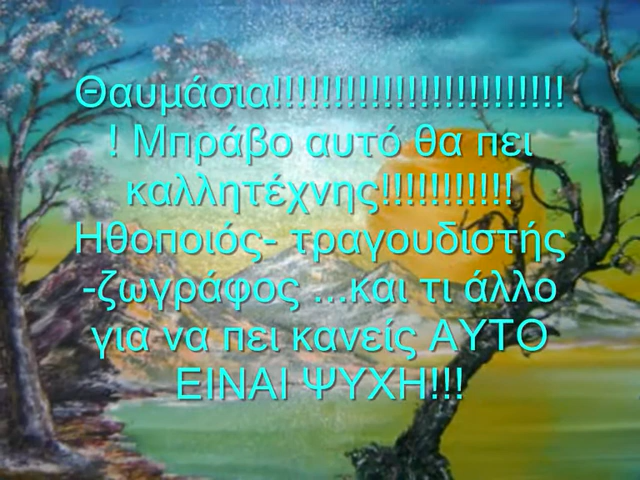 Θαυμάσια!!!!!!!!!!!!!!!!!!!!!!!!
! Μπράβο αυτό θα πει
καλλητέχνης!!!!!!!!!!!
Ηθοποιός- τραγουδιστής
-ζωγράφος ...και τι άλλο
για να πει κανείς ΑΥΤΟ
ΕΙΝΑΙ ΨΥΧΗ!!!